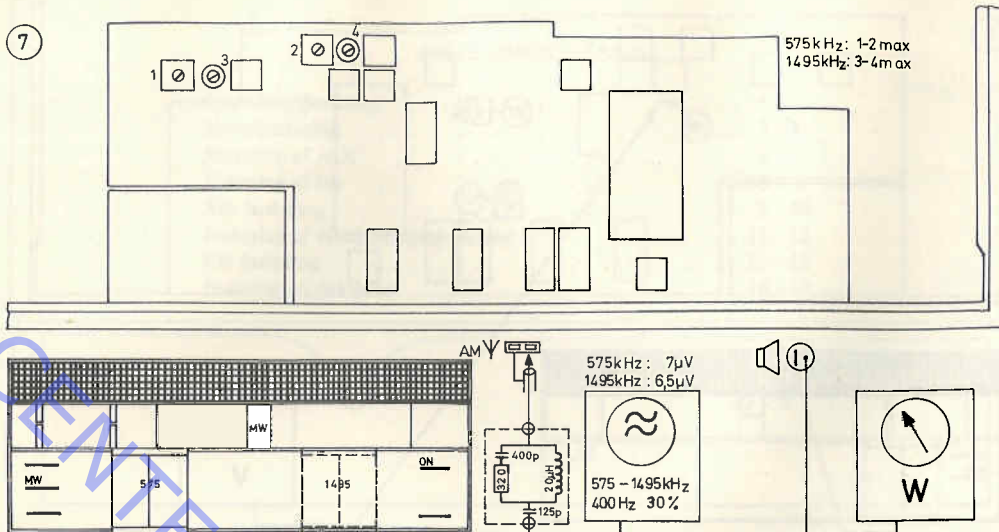 7
575kHz: 1-2 max
1495kHz: 3-4 max
1
3
2
4
AM
575kHz: 7µV
1495kHz: 6,5µV
MW
MW
575
1495
ON
400p
320
20µH
125p
575-1495kHz
400Hz 30%
W
CENTE